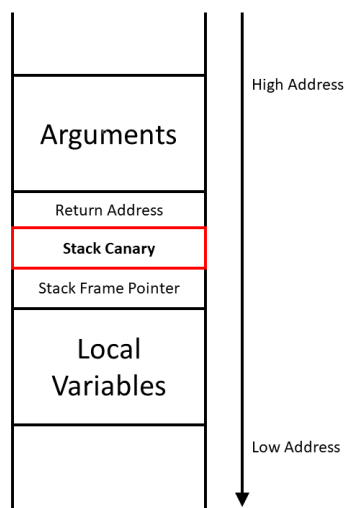 High Address
Arguments
Return Address
Stack Canary
Stack Frame Pointer
Local
Variables
Low Address